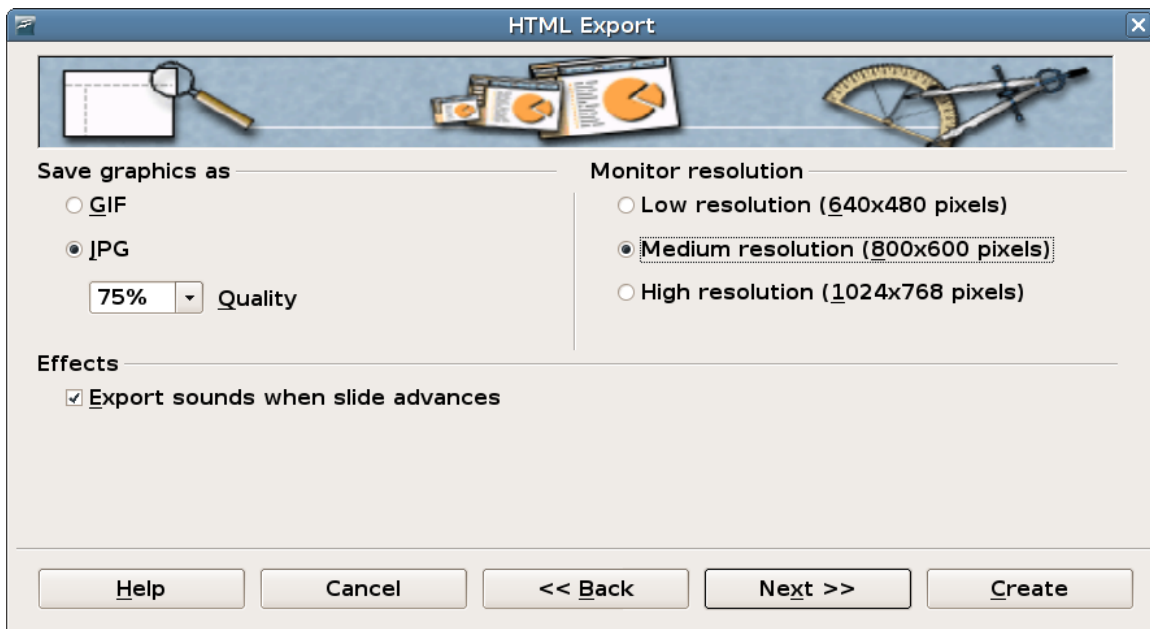 HTML Export
Save graphics as
GIF
JPG
75% Quality
Monitor resolution
Low resolution (640x480 pixels)
Medium resolution (800x600 pixels)
High resolution (1024x768 pixels)
Effects
Export sounds when slide advances
Help Cancel << Back Next >> Create